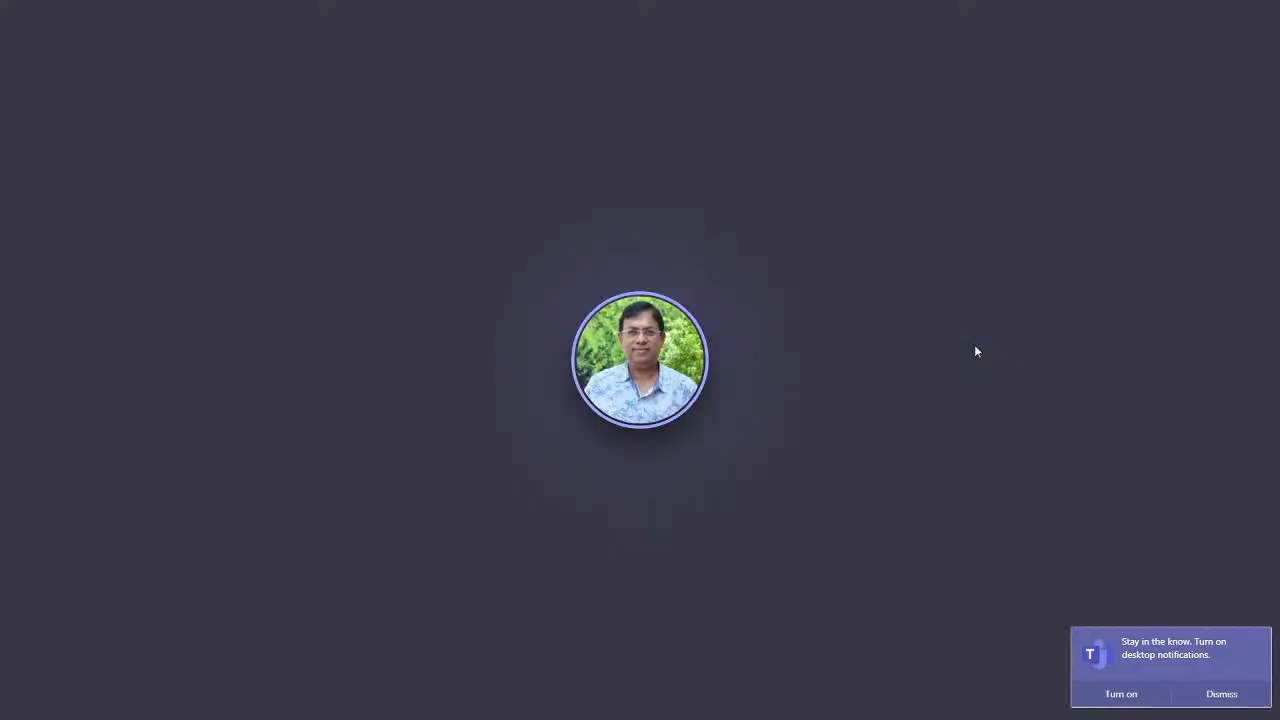 Stay in the know. Turn on
desktop notifications.
T
Turn on
Dismiss